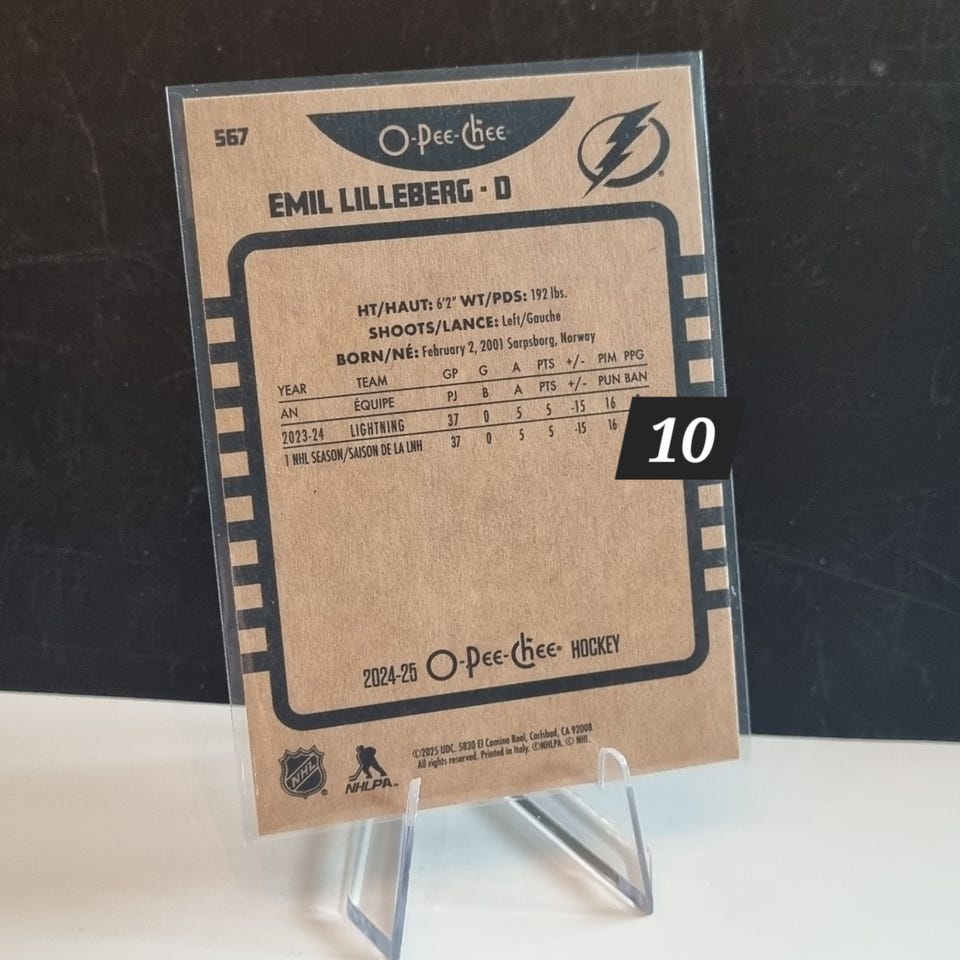 567
O-Pee-Chee
EMIL LILLEBERG · D
HT/HAUT: 6'2" WT/PDS: 192 lbs.
SHOOTS/LANCE: Left/Gauche
BORN/NÉ: February 2, 2001 Sarpsborg, Norway
YEAR TEAM GP G A PTS +/- PIM PPG
AN ÉQUIPE PJ B A PTS +/- PUN BAN
2023-24 LIGHTNING 37 0 5 5 -15 16
1 NHL SEASON/SAISON DE LA LNH 37 0 5 5 -15 16
10
2024-25 O-Pee-Chee HOCKEY
NHL
NHLPA
©2025 UDC. 5830 El Camino Real, Carlsbad, CA 92008
All rights reserved. Printed in Italy. ©NHLPA. © NHL.